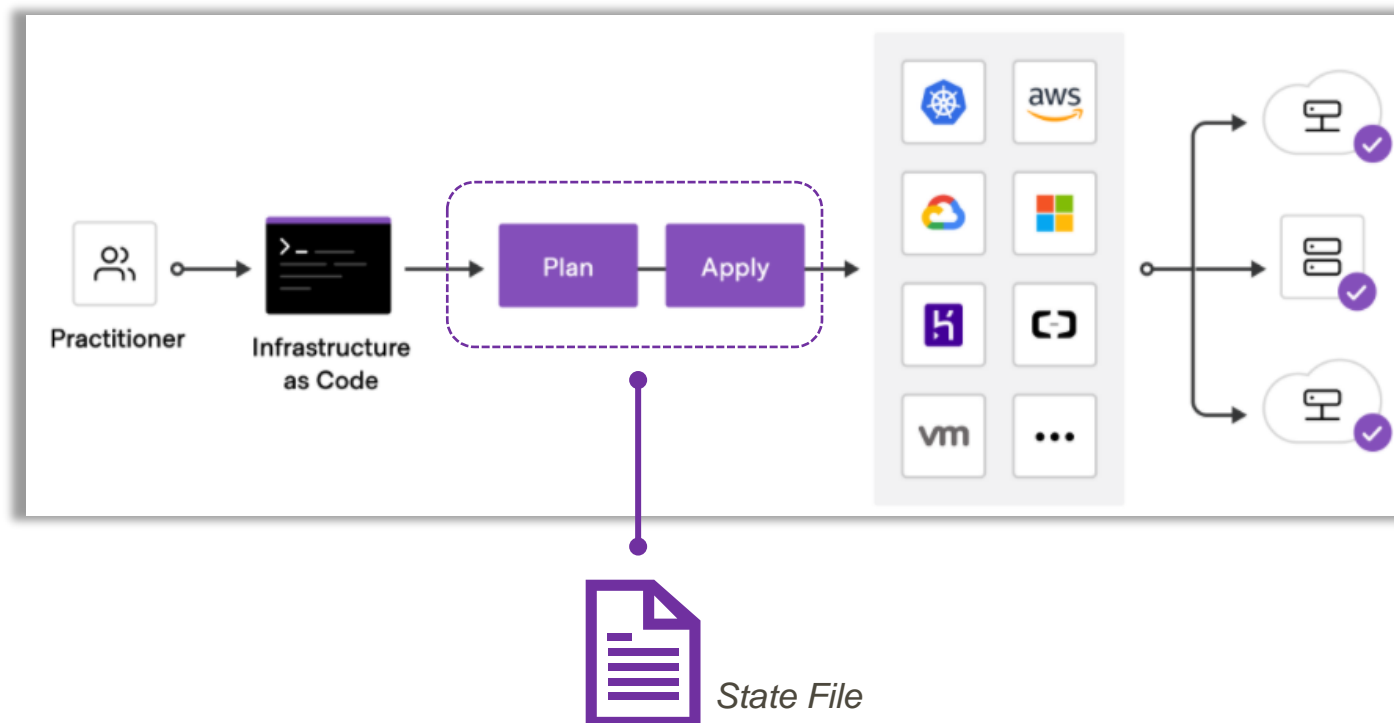 aws
Plan
Apply
Practitioner
Infrastructure
as Code
vm
State File